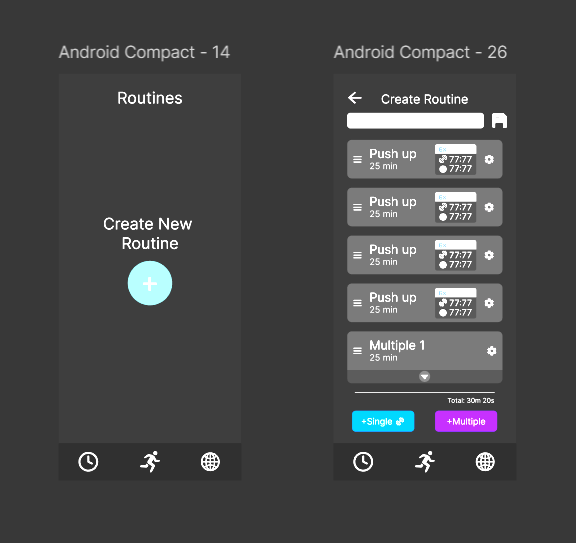 Android Compact - 14
Routines
Create New
Routine
+
Android Compact - 26
Create Routine
Push up
25 min
77:77
77:77
Push up
25 min
77:77
77:77
Push up
25 min
77:77
77:77
Push up
25 min
77:77
77:77
Multiple 1
25 min
Total: 30m 20s
+Single
+Multiple